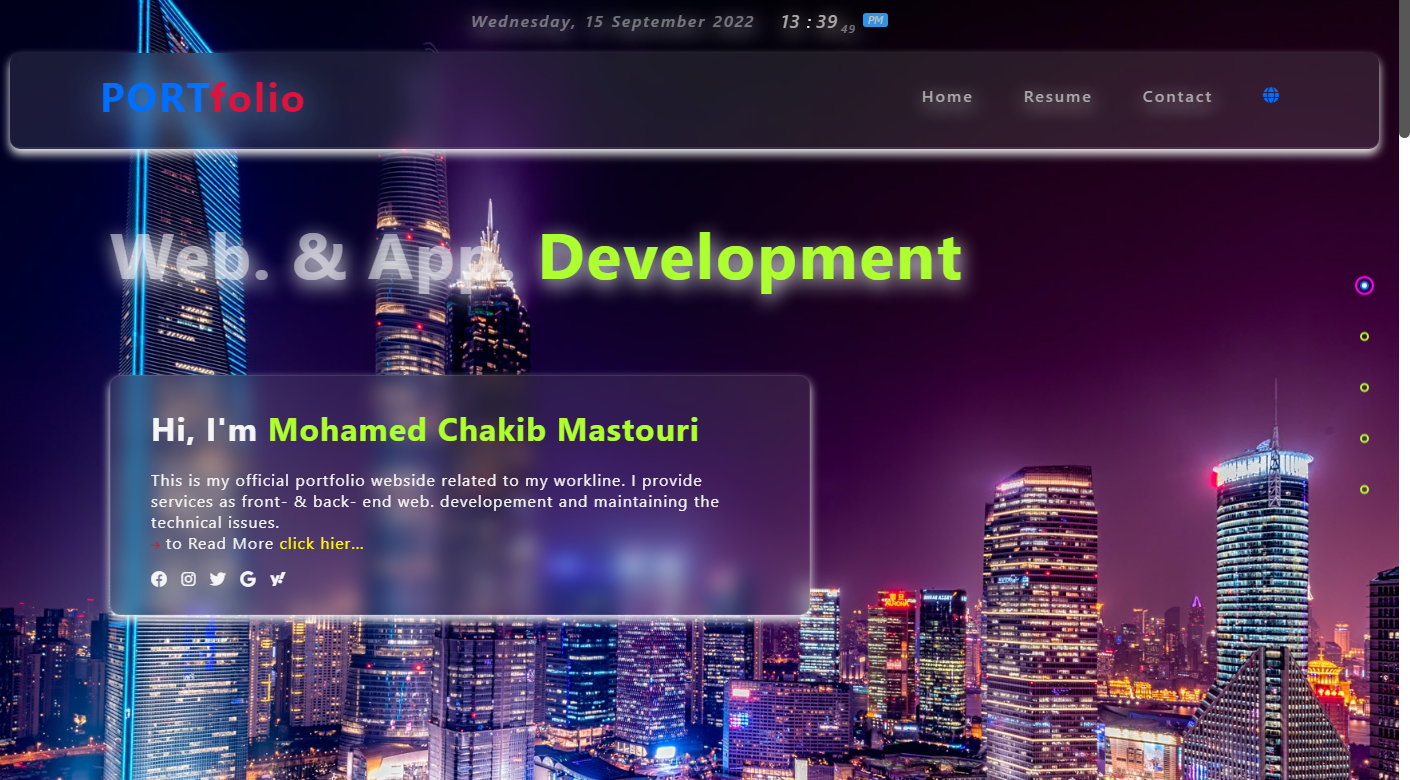 Wednesday, 15 September 2022 13 : 39 49 PM
PORTfolio
Home Resume Contact
Web. & App. Development
Hi, I'm Mohamed Chakib Mastouri
This is my official portfolio webside related to my workline. I provide
services as front- & back- end web. developement and maintaining the
technical issues.
to Read More click hier...
AURORA